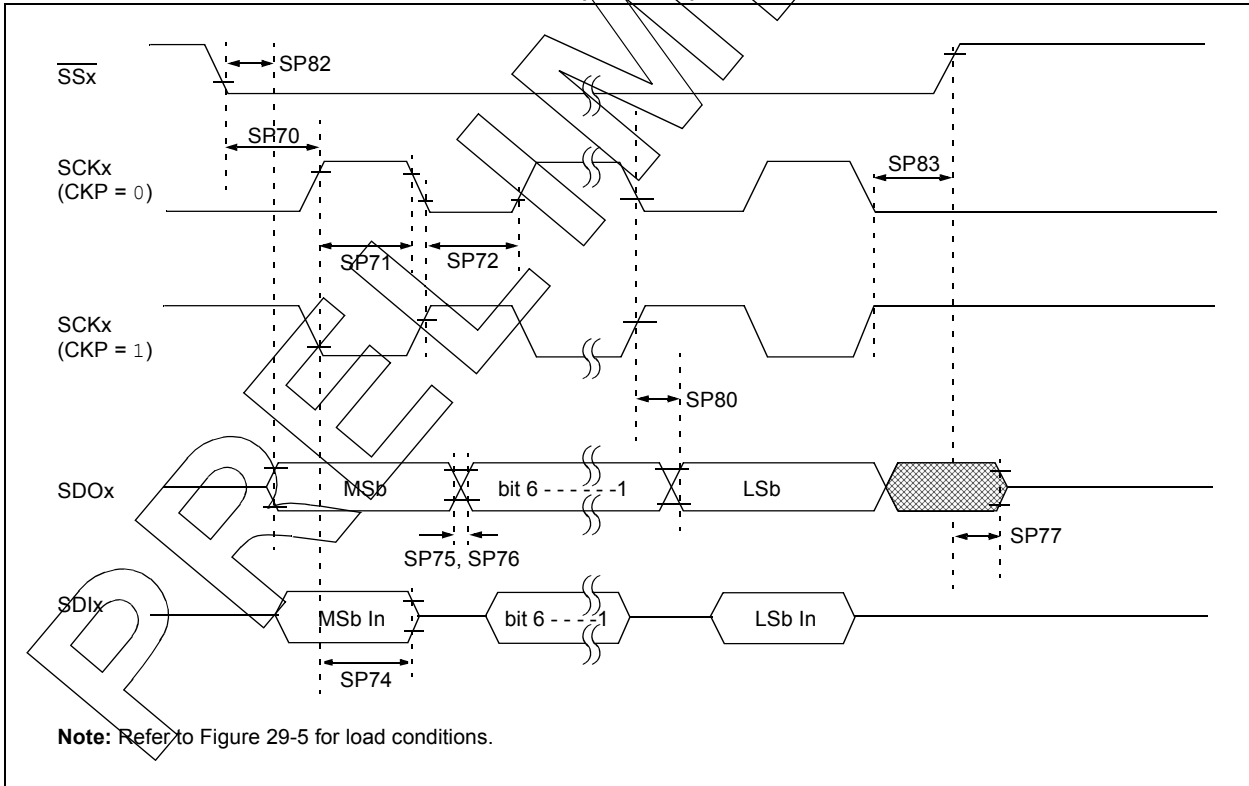 SSx
SP82
SP70
SCKx
(CKP = 0)
SP83
SP71
SP72
SCKx
(CKP = 1)
SP80
SDOx
MSb
bit 6 - - - - - -1
LSb
SP77
SP75, SP76
SDIx
MSb In
bit 6 - - - -1
LSb In
SP74
Note: Refer to Figure 29-5 for load conditions.
PRELIM